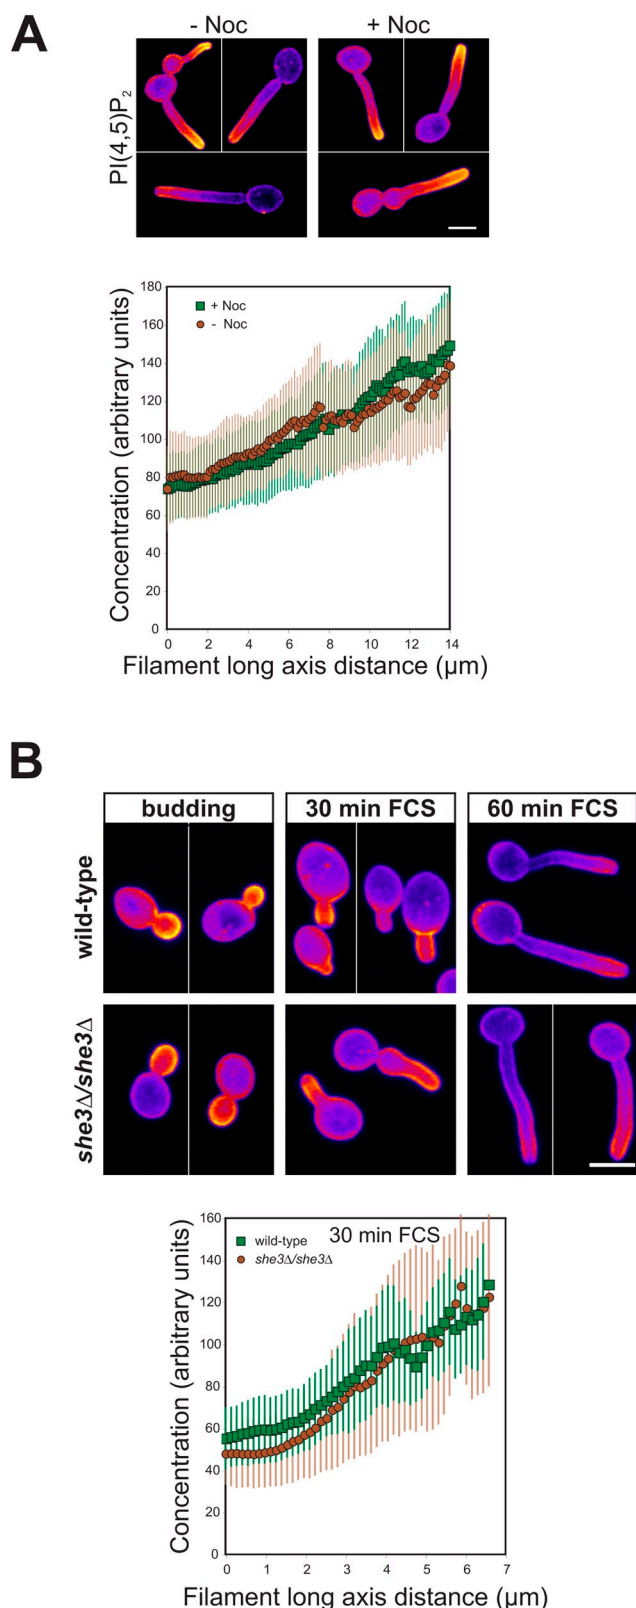 A
- Noc
+ Noc
PI(4,5)P2
180
160
140
120
100
80
60
40
20
0
Concentration (arbitrary units)
+ Noc
- Noc
0 2 4 6 8 10 12 14
Filament long axis distance (µm)
B
budding
30 min FCS
60 min FCS
wild-type
she3Δ/she3Δ
160
140
120
100
80
60
40
20
0
Concentration (arbitrary units)
30 min FCS
wild-type
she3Δ/she3Δ
0 1 2 3 4 5 6 7
Filament long axis distance (µm)